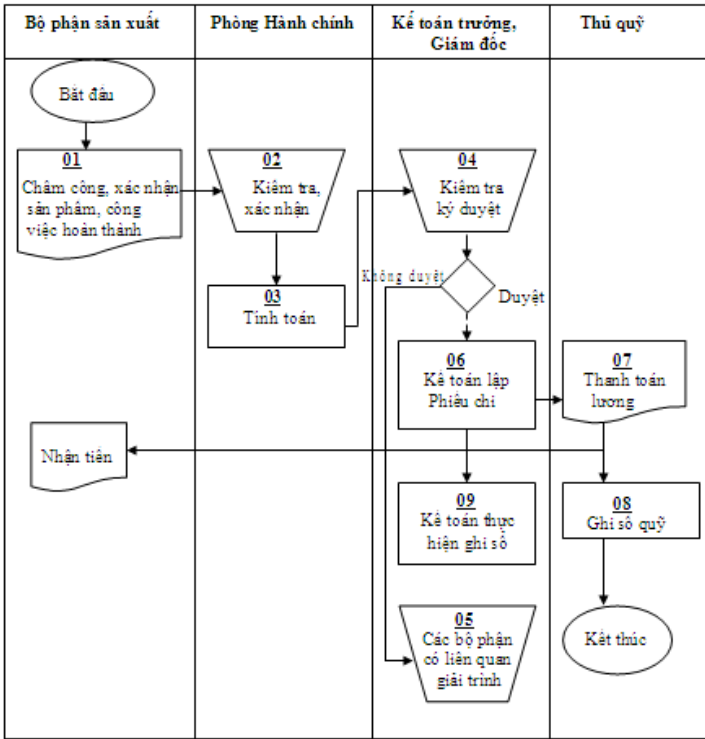 Bộ phận sản xuất
Phòng Hành chính
Kế toán trưởng,
Giám đốc
Thủ quỹ
Bắt đầu
01
Chấm công, xác nhận
sản phẩm, công
việc hoàn thành
02
Kiểm tra,
xác nhận
04
Kiểm tra
ký duyệt
Không duyệt
Duyệt
03
Tính toán
06
Kế toán lập
Phiếu chi
07
Thanh toán
lương
Nhận tiền
09
Kế toán thực
hiện ghi sổ
08
Ghi sổ quỹ
05
Các bộ phận
có liên quan
giải trình
Kết thúc